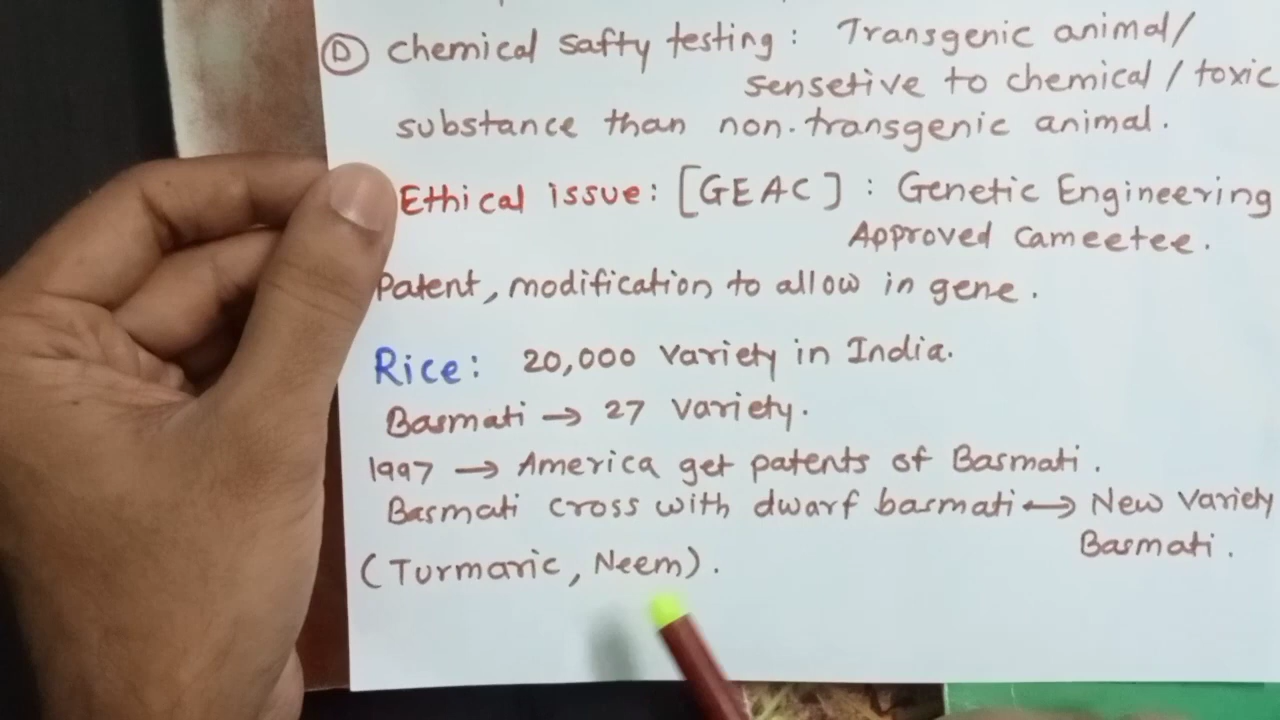 D Chemical safty testing : Transgenic animal/
sensetive to chemical / toxic
substance than non-transgenic animal.
Ethical issue : [GEAC] : Genetic Engineering
Approved Cameetee.
Patent, modification to allow in gene.
Rice : 20,000 Variety in India.
Basmati → 27 Variety.
1997 → America get patents of Basmati.
Basmati cross with dwarf basmati ↔ New Variety
Basmati.
(Turmaric, Neem).